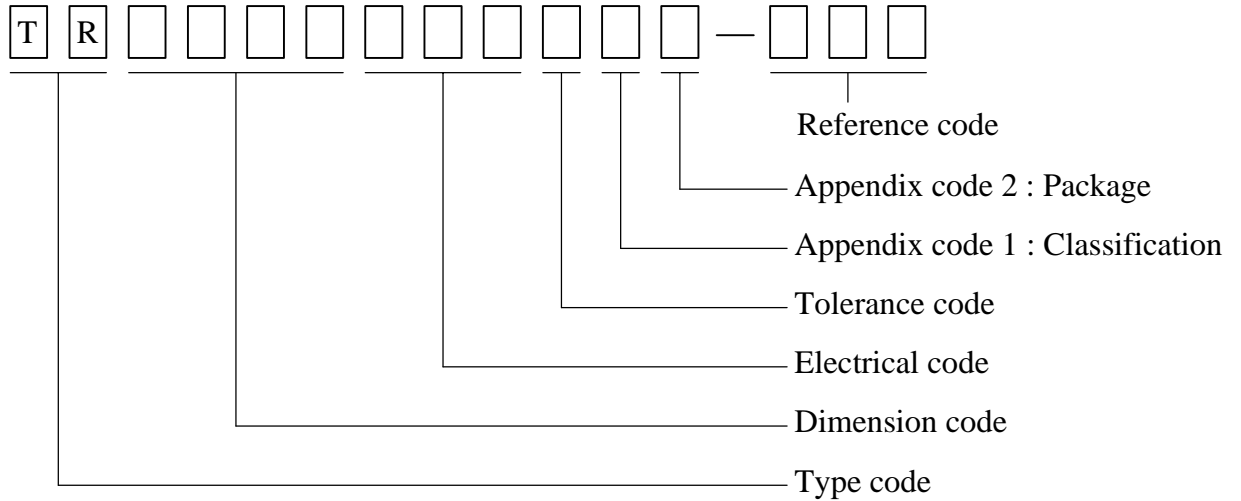 T R —
Reference code
Appendix code 2 : Package
Appendix code 1 : Classification
Tolerance code
Electrical code
Dimension code
Type code